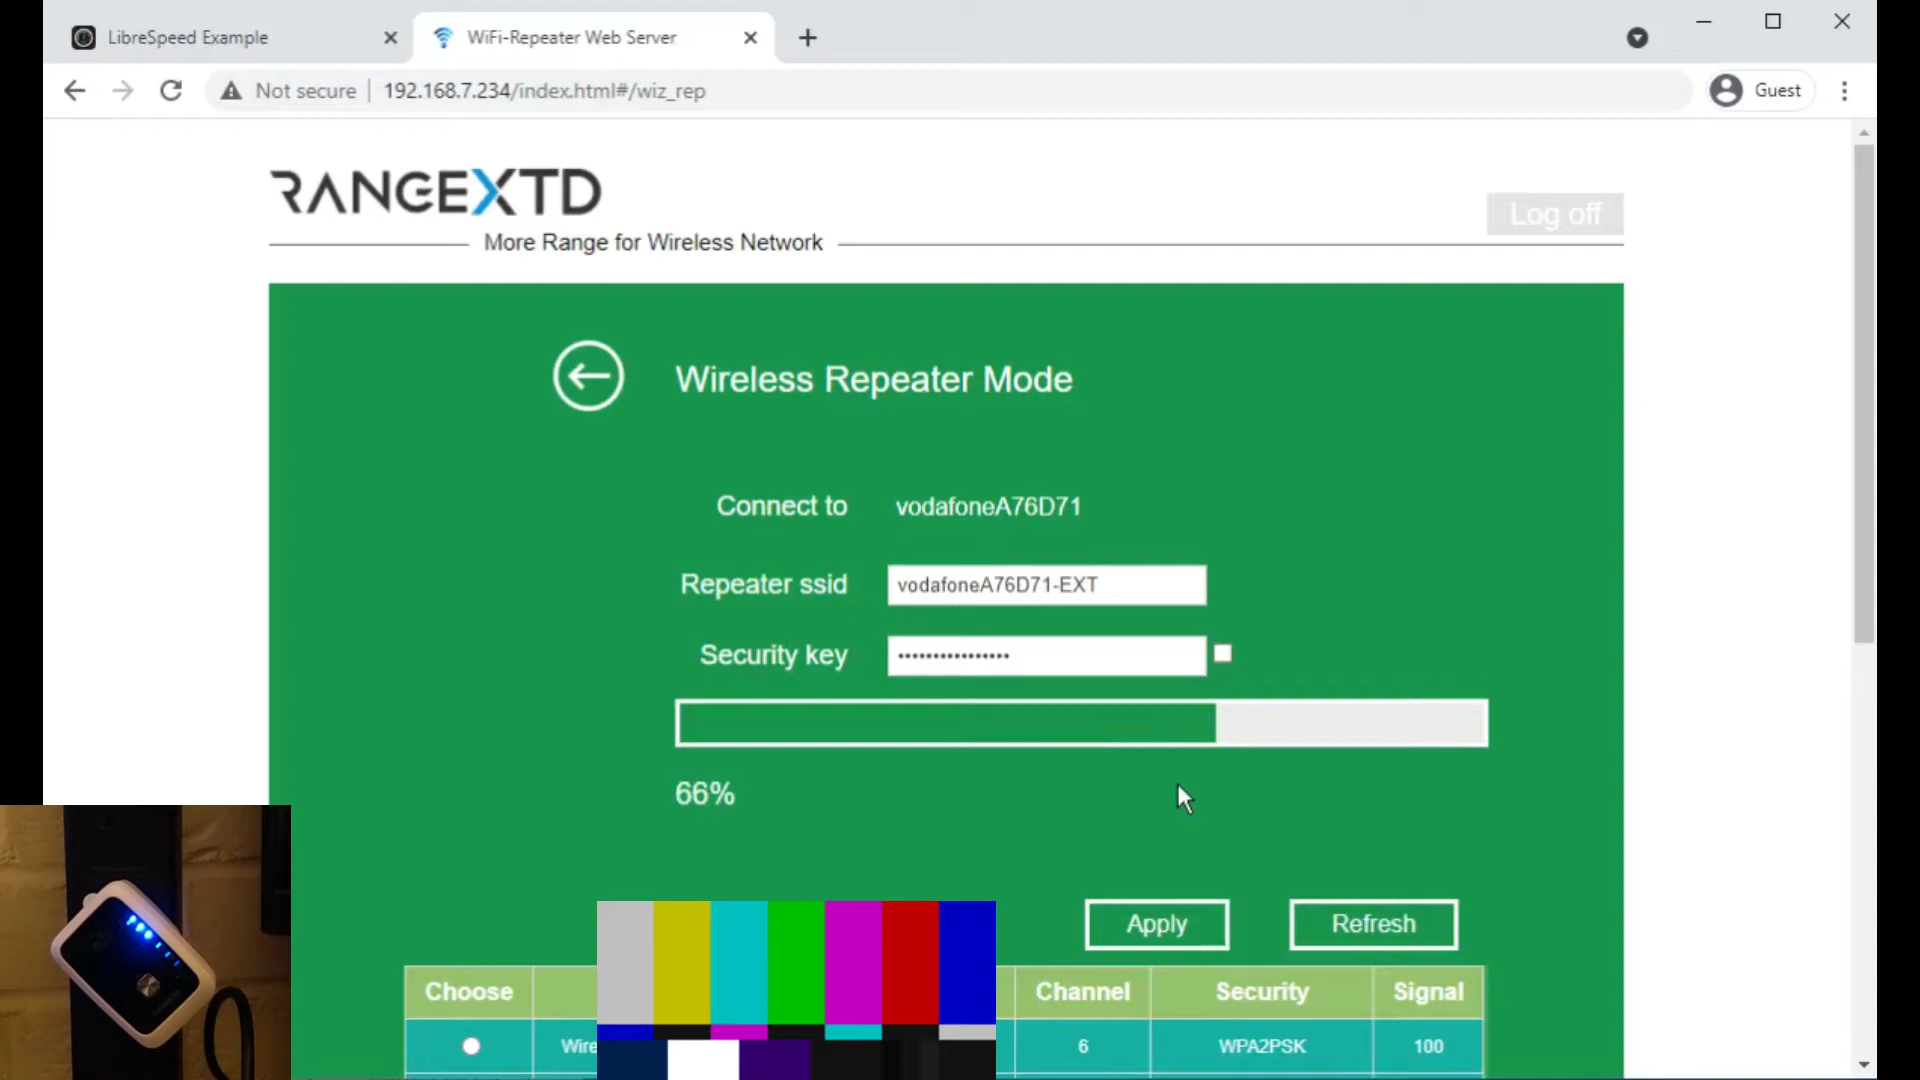 LibreSpeed Example
WiFi-Repeater Web Server
Not secure
192.168.7.234/index.html#/wiz_rep
Guest
RANGEXTD
More Range for Wireless Network
Log off
Wireless Repeater Mode
Connect to vodafoneA76D71
Repeater ssid vodafoneA76D71-EXT
Security key ••••••••••••••••
66%
Apply Refresh
Choose Channel Security Signal
Wire 6 WPA2PSK 100